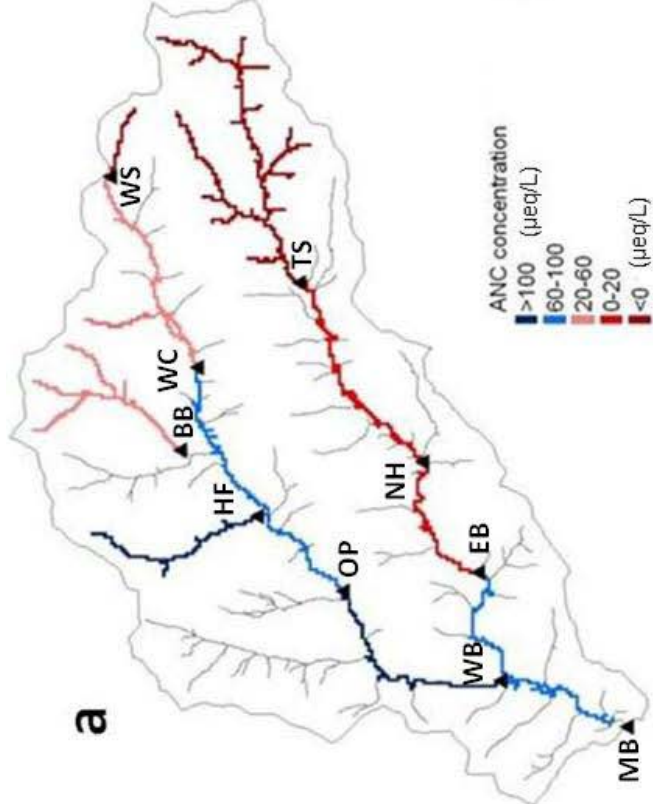 a
WS
TS
WC
BB
HF
NH
OP
EB
WB
MB
ANC concentration
(µeq/L)
>100
60-100
20-60
0-20
<0 (µeq/L)